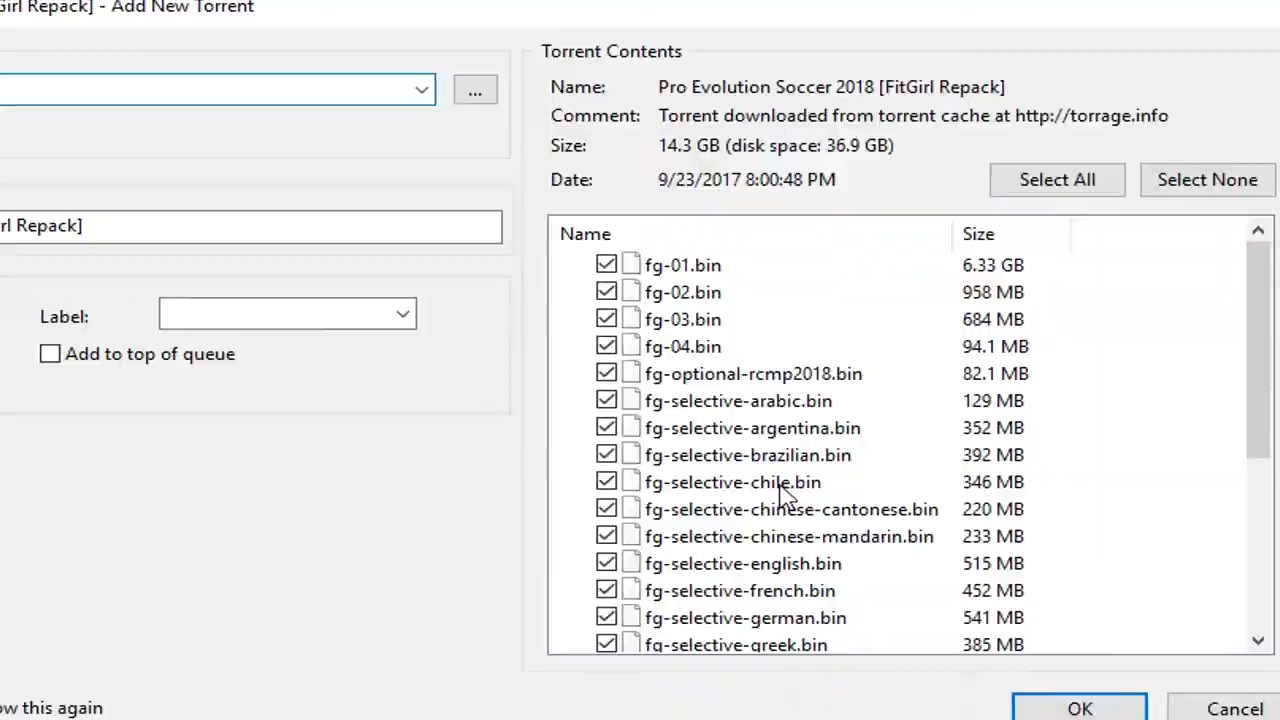 Girl Repack] - Add New Torrent
...
rl Repack]
Label:
Add to top of queue
ow this again
Torrent Contents
Name: Pro Evolution Soccer 2018 [FitGirl Repack]
Comment: Torrent downloaded from torrent cache at http://torrage.info
Size: 14.3 GB (disk space: 36.9 GB)
Date: 9/23/2017 8:00:48 PM
Select All Select None
Name Size
fg-01.bin 6.33 GB
fg-02.bin 958 MB
fg-03.bin 684 MB
fg-04.bin 94.1 MB
fg-optional-rcmp2018.bin 82.1 MB
fg-selective-arabic.bin 129 MB
fg-selective-argentina.bin 352 MB
fg-selective-brazilian.bin 392 MB
fg-selective-chile.bin 346 MB
fg-selective-chinese-cantonese.bin 220 MB
fg-selective-chinese-mandarin.bin 233 MB
fg-selective-english.bin 515 MB
fg-selective-french.bin 452 MB
fg-selective-german.bin 541 MB
fg-selective-greek.bin 385 MB
OK Cancel